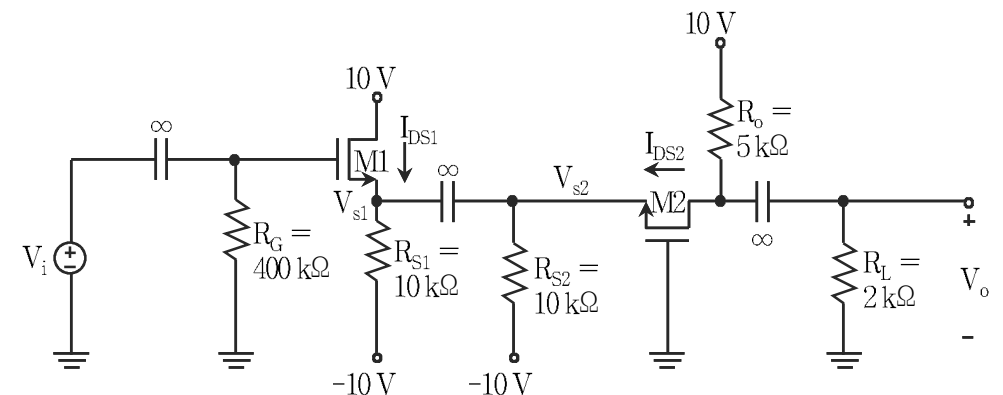 10 V
10 V
∞
I_DS1
R_o =
5 kΩ
M1
∞
I_DS2
V_s1
V_s2
M2
V_i
+
−
R_G =
400 kΩ
R_S1 =
10 kΩ
R_S2 =
10 kΩ
∞
R_L =
2 kΩ
+
V_o
−
−10 V
−10 V